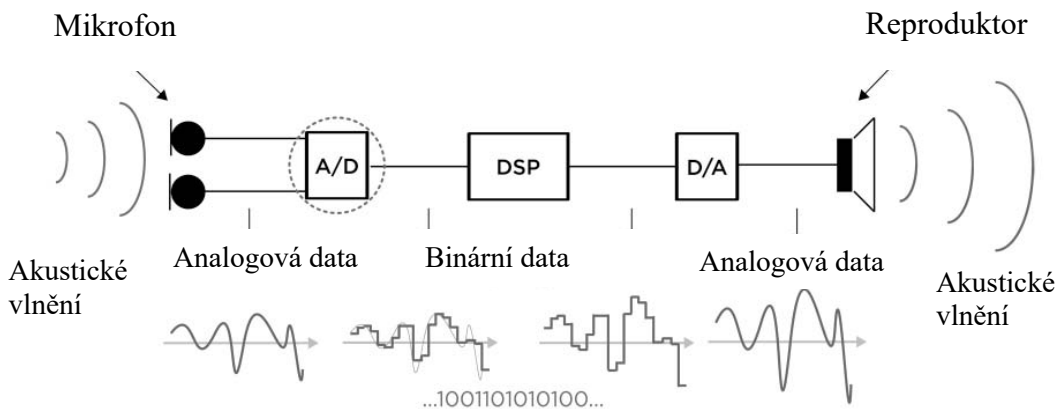 Mikrofon
Reproduktor
A/D
DSP
D/A
Akustické
vlnění
Analogová data
Binární data
Analogová data
Akustické
vlnění
...1001101010100...